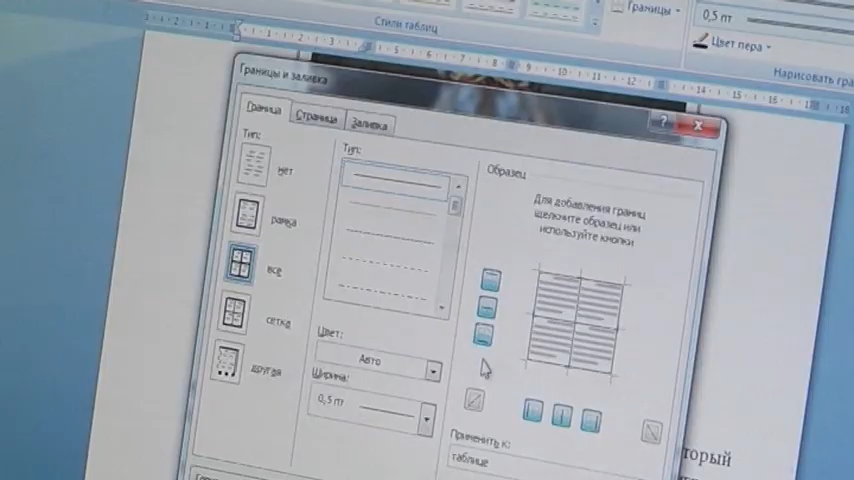 Стили таблиц
Границы
0,5 пт
Цвет пера
Нарисовать гра
Границы и заливка
Граница
Страница
Заливка
Тип:
нет
рамка
все
сетка
другая
Тип:
Цвет:
Авто
Ширина:
0,5 пт
Образец
Для добавления границ
щелкните образец или
используйте кнопки
Применить к:
таблице
торый